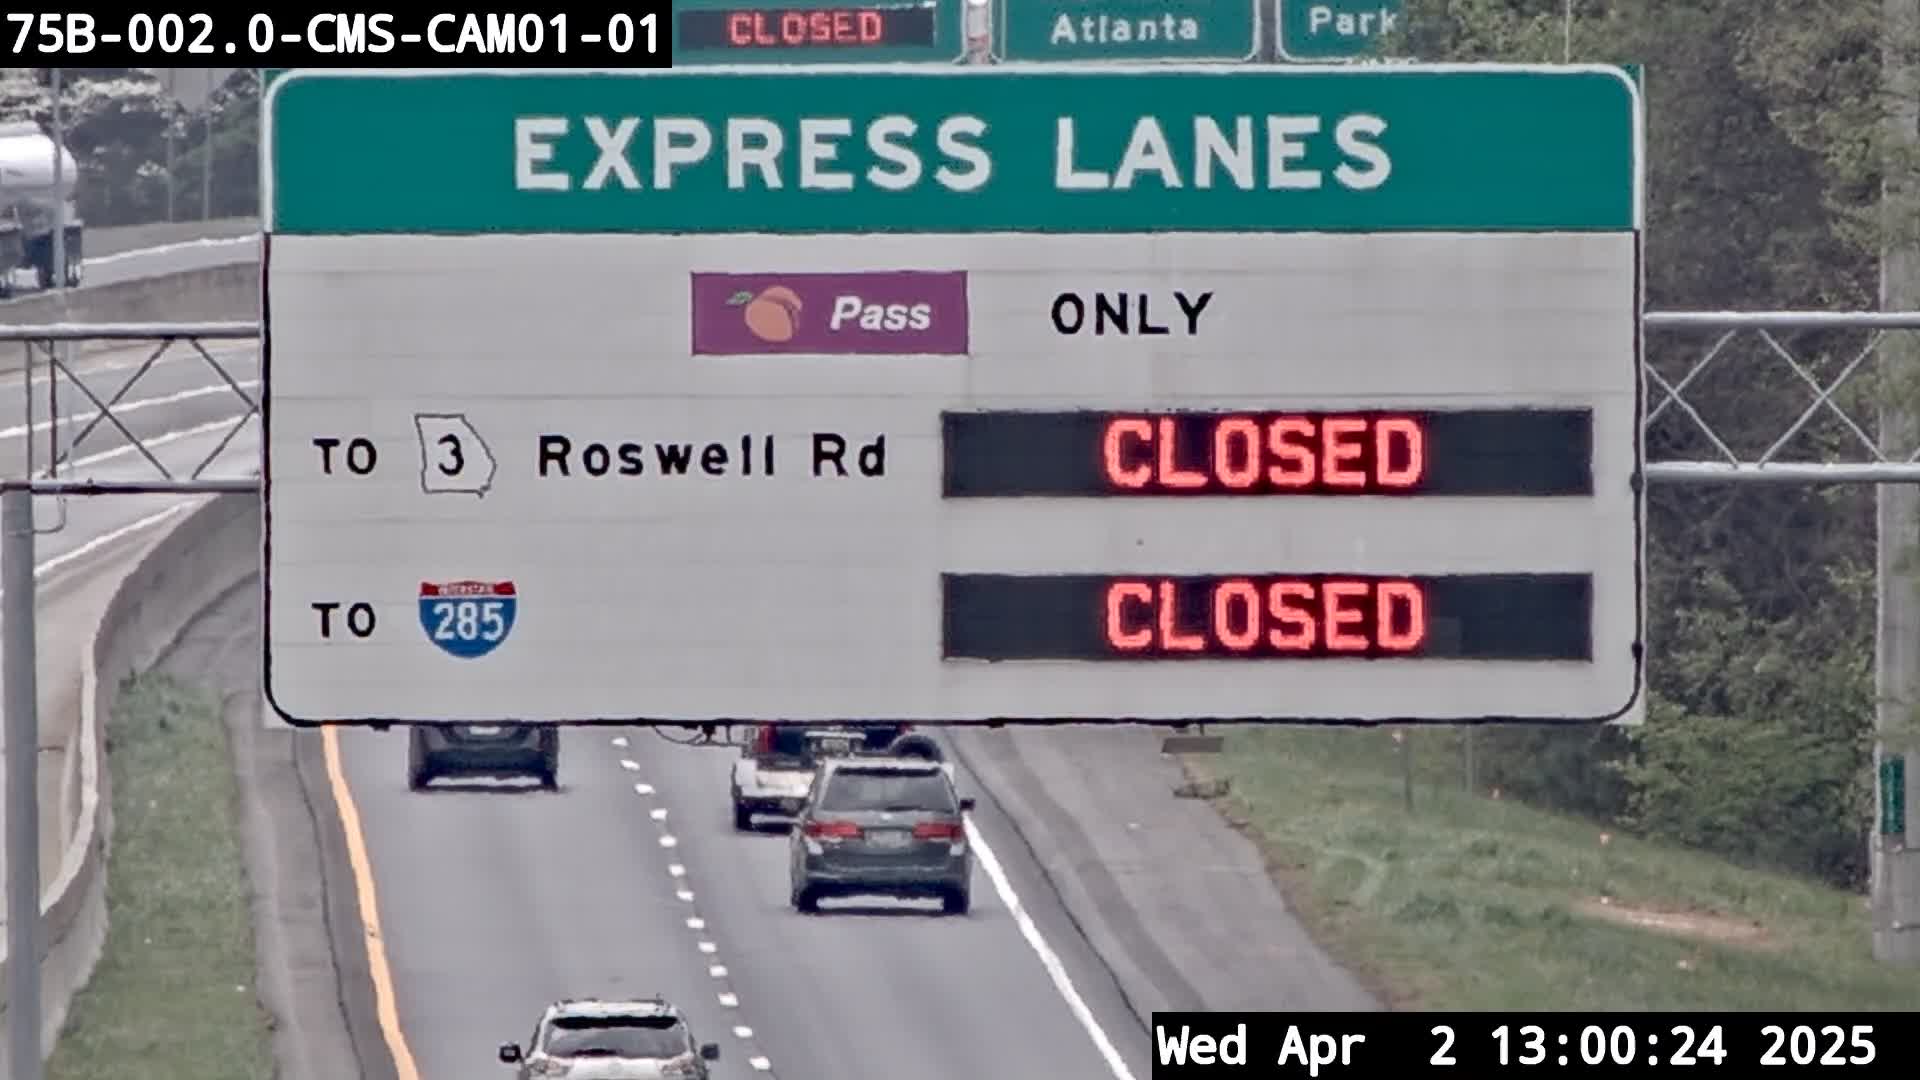 75B-002.0-CMS-CAM01-01
CLOSED
Atlanta
Park
EXPRESS LANES
Pass ONLY
TO 3 Roswell Rd CLOSED
TO INTERSTATE 285 CLOSED
Wed Apr 2 13:00:24 2025